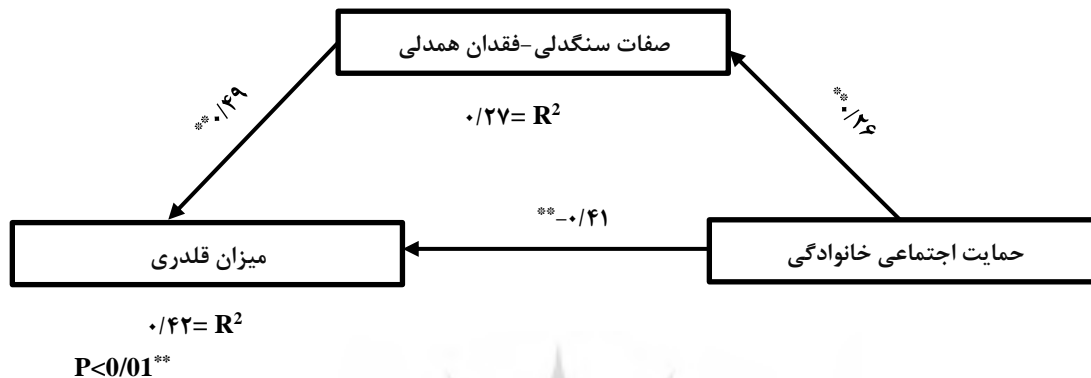 صفات سنگدلی-فقدان همدلی
۰/۲۷= R²
**۰/۲۶
**۰/۴۹
**-۰/۴۱
حمایت اجتماعی خانوادگی
میزان قلدری
۰/۴۲= R²
P<0/01**